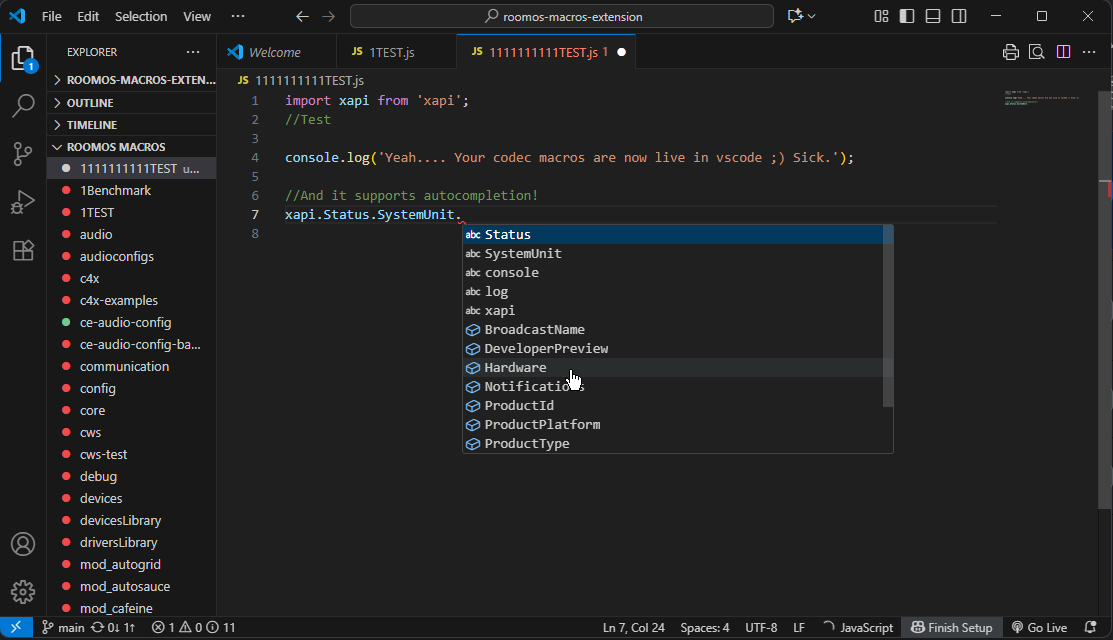 File Edit Selection View ··· roomos-macros-extension
EXPLORER ···
1
ROOMOS-MACROS-EXTEN...
OUTLINE
TIMELINE
ROOMOS MACROS
1111111111TEST u...
1Benchmark
1TEST
audio
audioconfigs
c4x
c4x-examples
ce-audio-config
ce-audio-config-ba...
communication
config
core
cws
cws-test
debug
devices
devicesLibrary
driversLibrary
mod_autogrid
mod_autosauce
mod_cafeine
Welcome JS 1TEST.js JS 1111111111TEST.js 1
JS 1111111111TEST.js
1 import xapi from 'xapi';
2 //Test
3
4 console.log('Yeah.... Your codec macros are now live in vscode ;) Sick.');
5
6 //And it supports autocompletion!
7 xapi.Status.SystemUnit.
8
abc Status
abc SystemUnit
abc console
abc log
abc xapi
BroadcastName
DeveloperPreview
Hardware
Notifications
ProductId
ProductPlatform
ProductType
main 0↓ 1↑ 1 0 11 Ln 7, Col 24 Spaces: 4 UTF-8 LF JavaScript Finish Setup Go Live